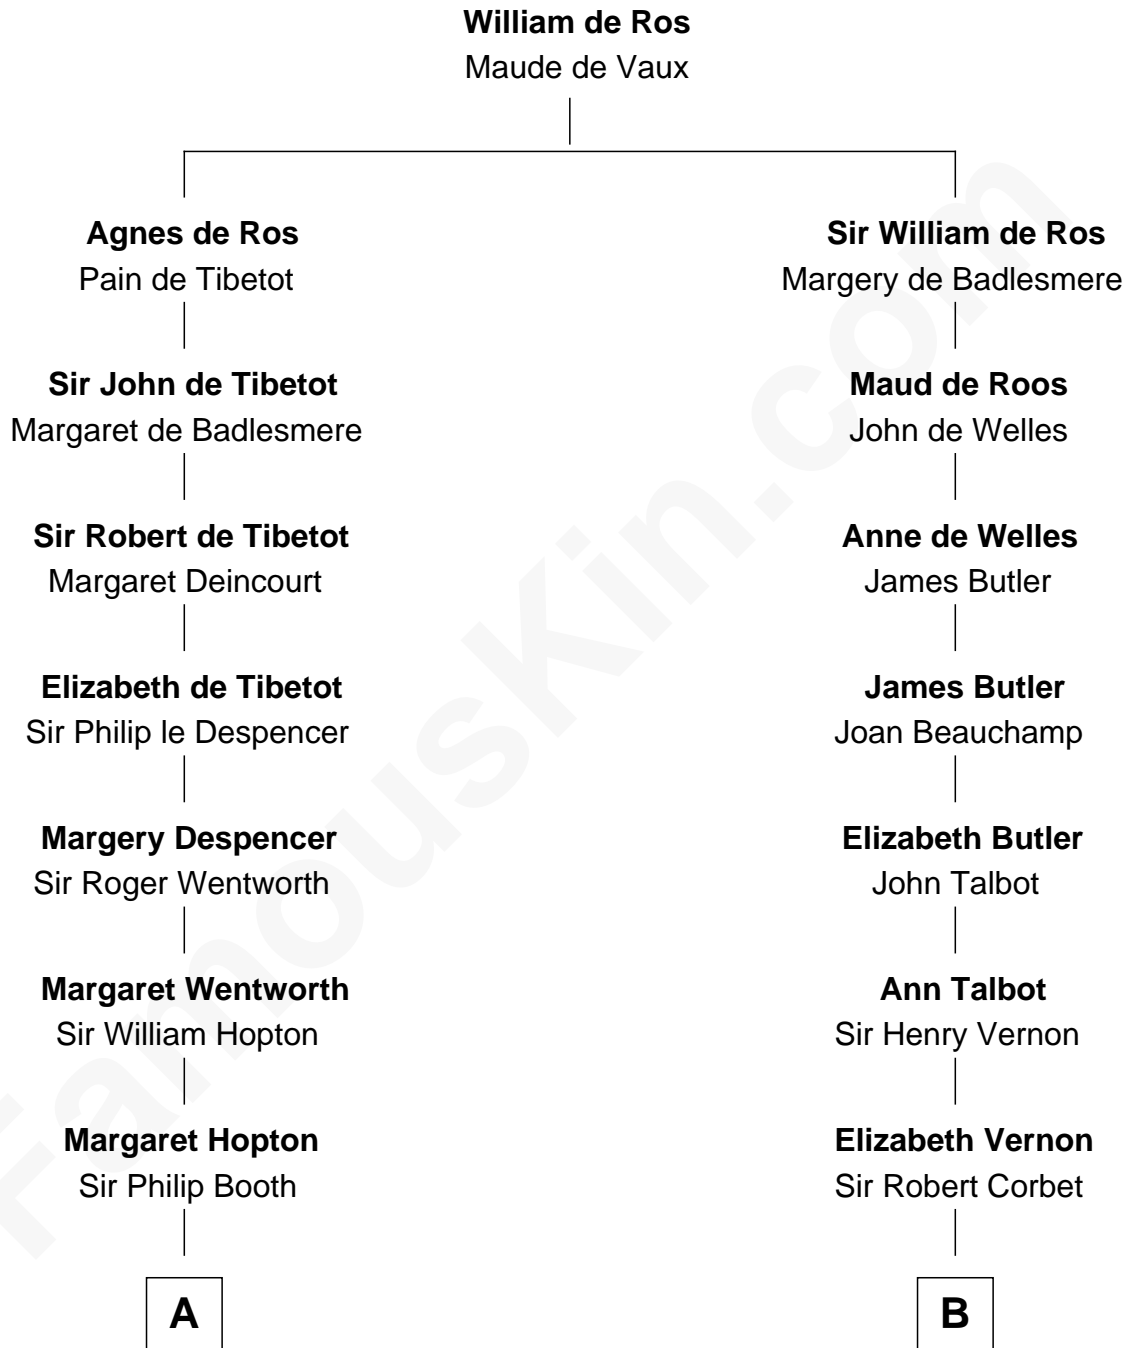 William de Ros
Maude de Vaux
Agnes de Ros
Pain de Tibetot
Sir William de Ros
Margery de Badlesmere
Sir John de Tibetot
Margaret de Badlesmere
Maud de Roos
John de Welles
Sir Robert de Tibetot
Margaret Deincourt
Anne de Welles
James Butler
Elizabeth de Tibetot
Sir Philip le Despencer
James Butler
Joan Beauchamp
Margery Despencer
Sir Roger Wentworth
Elizabeth Butler
John Talbot
Margaret Wentworth
Sir William Hopton
Ann Talbot
Sir Henry Vernon
Margaret Hopton
Sir Philip Booth
Elizabeth Vernon
Sir Robert Corbet
A
B
FamousKin.com